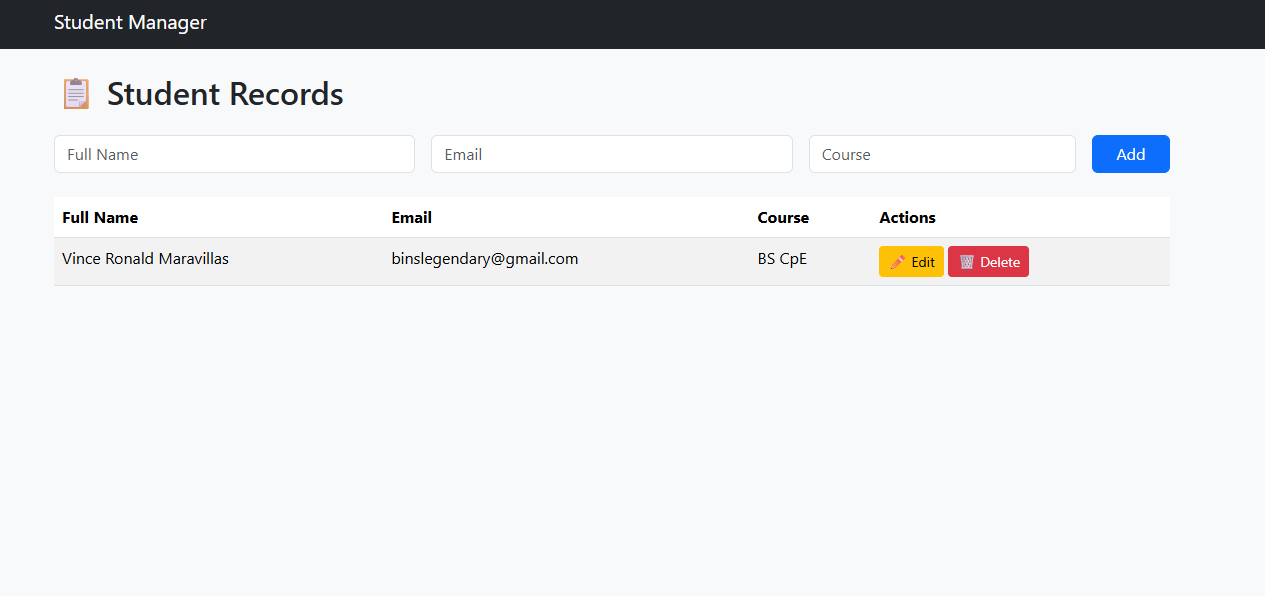 Student Manager
Student Records
Full Name Email Course Add
Full Name Email Course Actions
Vince Ronald Maravillas binslegendary@gmail.com BS CpE Edit Delete